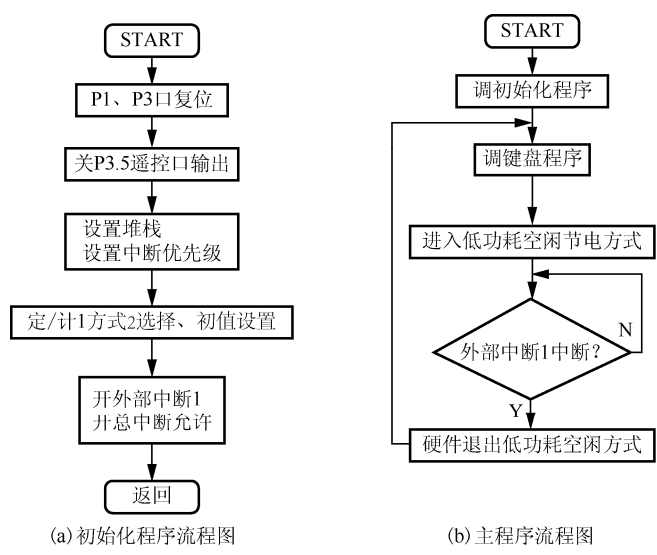 START
P1、P3口复位
关P3.5遥控口输出
设置堆栈
设置中断优先级
定/计1方式2选择、初值设置
开外部中断1
开总中断允许
返回
(a)初始化程序流程图
START
调初始化程序
调键盘程序
进入低功耗空闲节电方式
外部中断1中断?
N
Y
硬件退出低功耗空闲方式
(b)主程序流程图